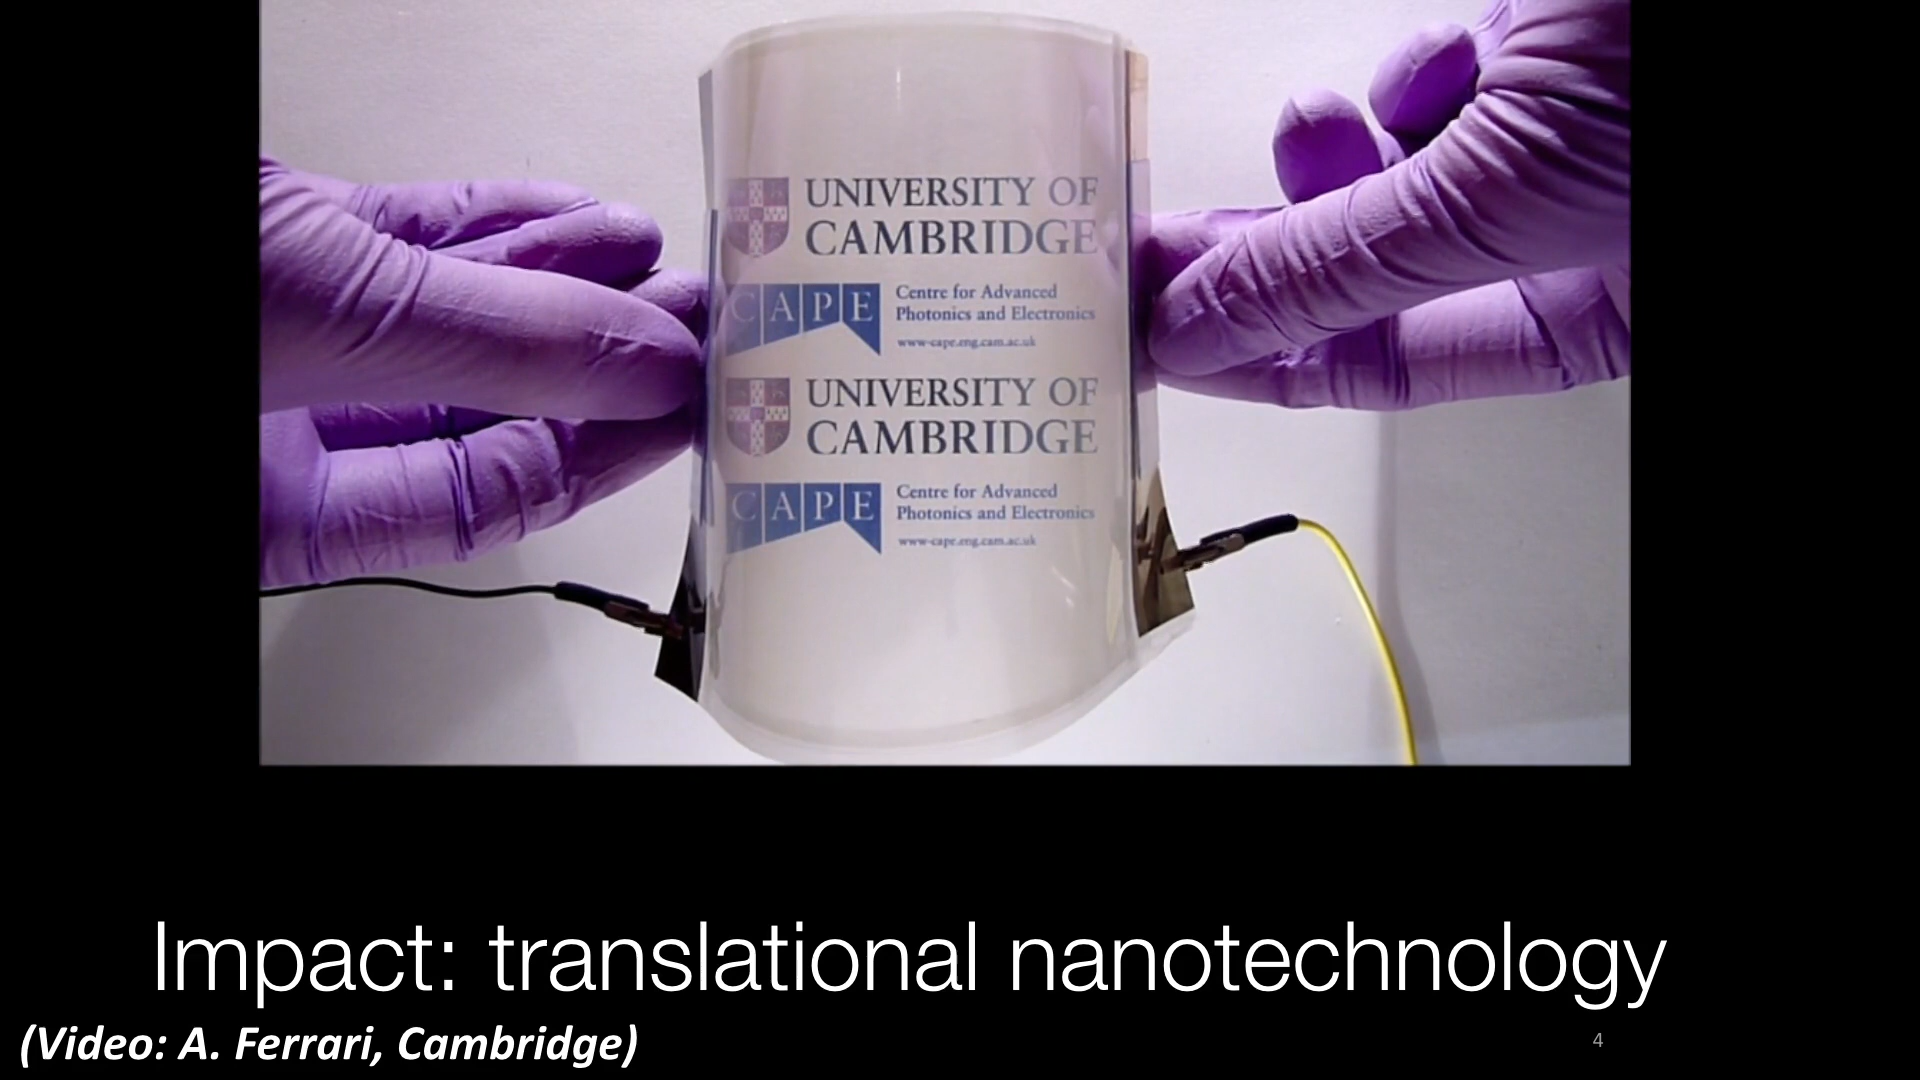 UNIVERSITY OF
CAMBRIDGE
CAPE
Centre for Advanced
Photonics and Electronics
www-cape.eng.cam.ac.uk
UNIVERSITY OF
CAMBRIDGE
CAPE
Centre for Advanced
Photonics and Electronics
www-cape.eng.cam.ac.uk
Impact: translational nanotechnology
(Video: A. Ferrari, Cambridge)
4